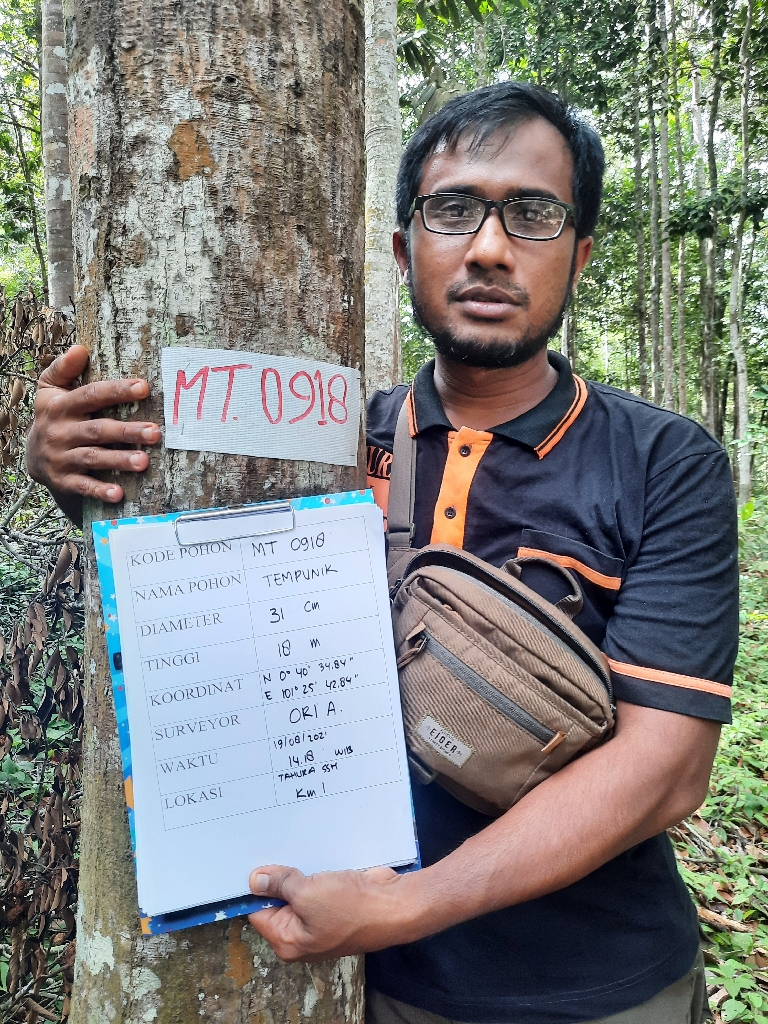 MT. 0918
KODE POHON MT 0918
NAMA POHON TEMPUNIK
DIAMETER 31 Cm
TINGGI 18 m
KOORDINAT N 0° 40' 34.84"
E 101° 25' 42.84"
SURVEYOR ORI A.
WAKTU 19/08/2021
14.18 WIB
LOKASI TAHURA SSH
Km 1
EIGER